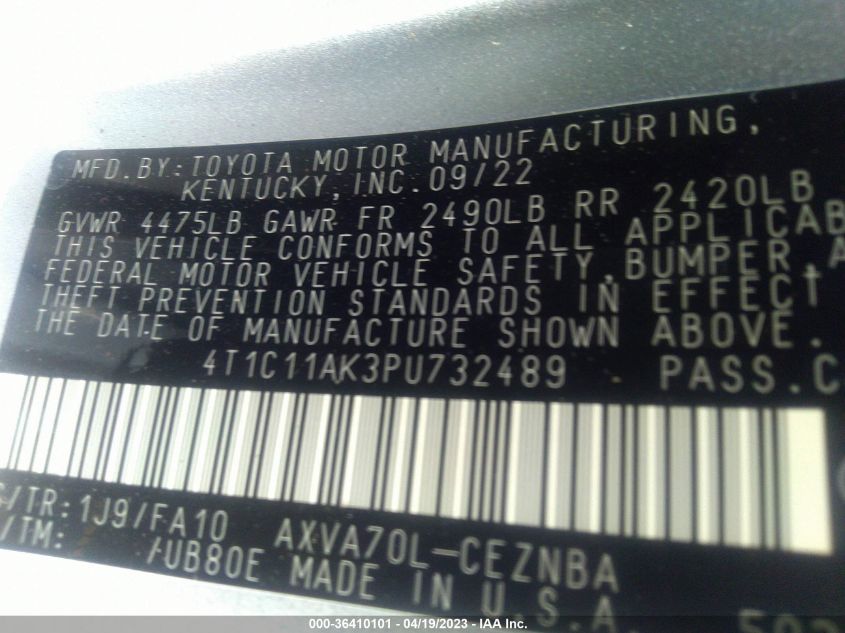 MFD.BY:TOYOTA MOTOR MANUFACTURING,
KENTUCKY,INC.09/22
GVWR 4475LB GAWR FR 2490LB RR 2420LB
THIS VEHICLE CONFORMS TO ALL APPLICAB
FEDERAL MOTOR VEHICLE SAFETY,BUMPER,A
THEFT PREVENTION STANDARDS IN EFFECT
THE DATE OF MANUFACTURE SHOWN ABOVE.
4T1C11AK3PU732489 PASS.C
/TR:1J9/FA10 AXVA70L-CEZNBA
/TM: /UB80E MADE IN U.S.A.
000-36410101 - 04/19/2023 - IAA Inc.